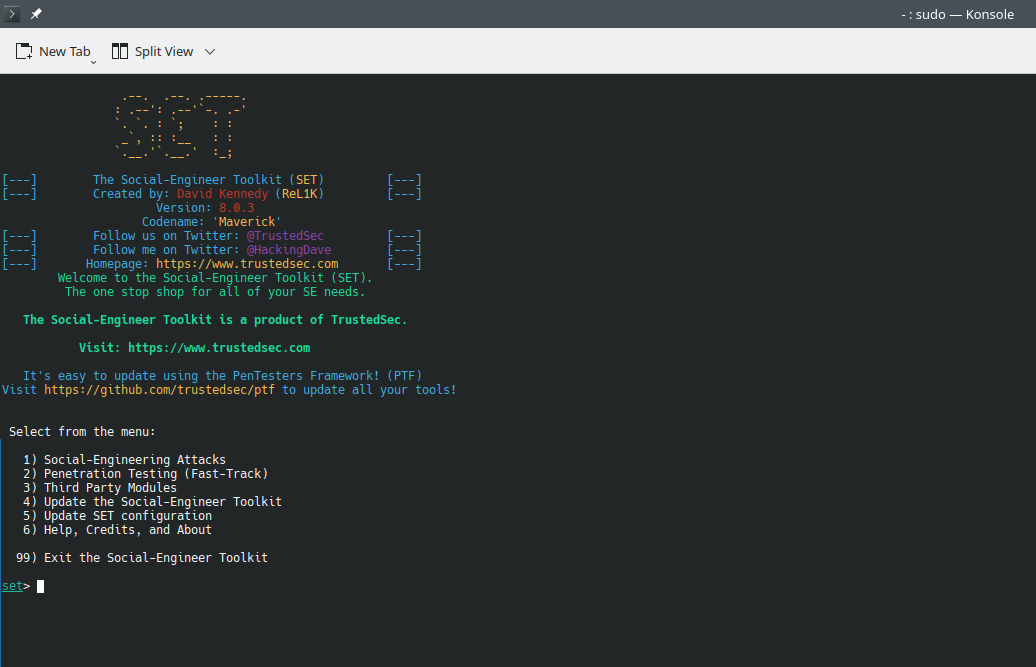 - : sudo — Konsole
New Tab Split View
.--.  .--. .-----.
: .--': .--'`-. .-'
`. `. : `;    : :
_`, :: :__   : :
`.__.'`.__.'  :_;
[---] The Social-Engineer Toolkit (SET) [---]
[---] Created by: David Kennedy (ReL1K) [---]
Version: 8.0.3
Codename: 'Maverick'
[---] Follow us on Twitter: @TrustedSec [---]
[---] Follow me on Twitter: @HackingDave [---]
[---] Homepage: https://www.trustedsec.com [---]
Welcome to the Social-Engineer Toolkit (SET).
The one stop shop for all of your SE needs.
The Social-Engineer Toolkit is a product of TrustedSec.
Visit: https://www.trustedsec.com
It's easy to update using the PenTesters Framework! (PTF)
Visit https://github.com/trustedsec/ptf to update all your tools!
Select from the menu:
1) Social-Engineering Attacks
2) Penetration Testing (Fast-Track)
3) Third Party Modules
4) Update the Social-Engineer Toolkit
5) Update SET configuration
6) Help, Credits, and About
99) Exit the Social-Engineer Toolkit
set>